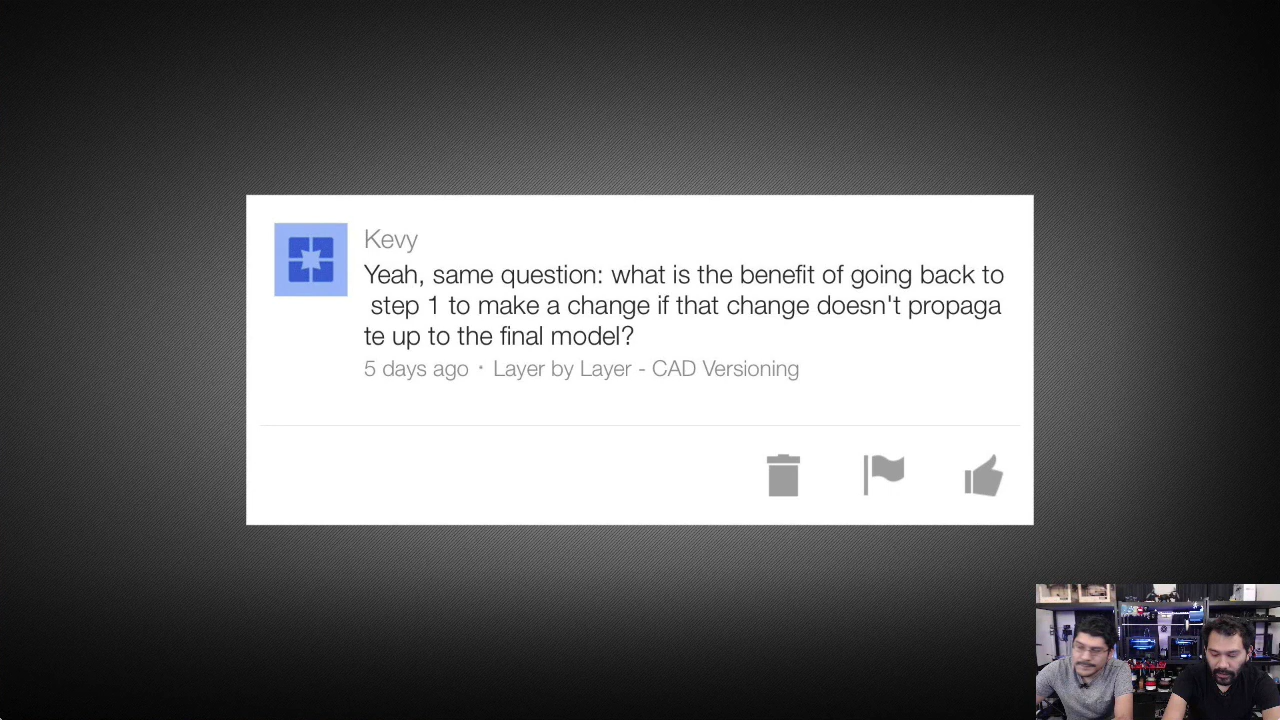 Kevy
Yeah, same question: what is the benefit of going back to
step 1 to make a change if that change doesn't propaga
te up to the final model?
5 days ago · Layer by Layer - CAD Versioning